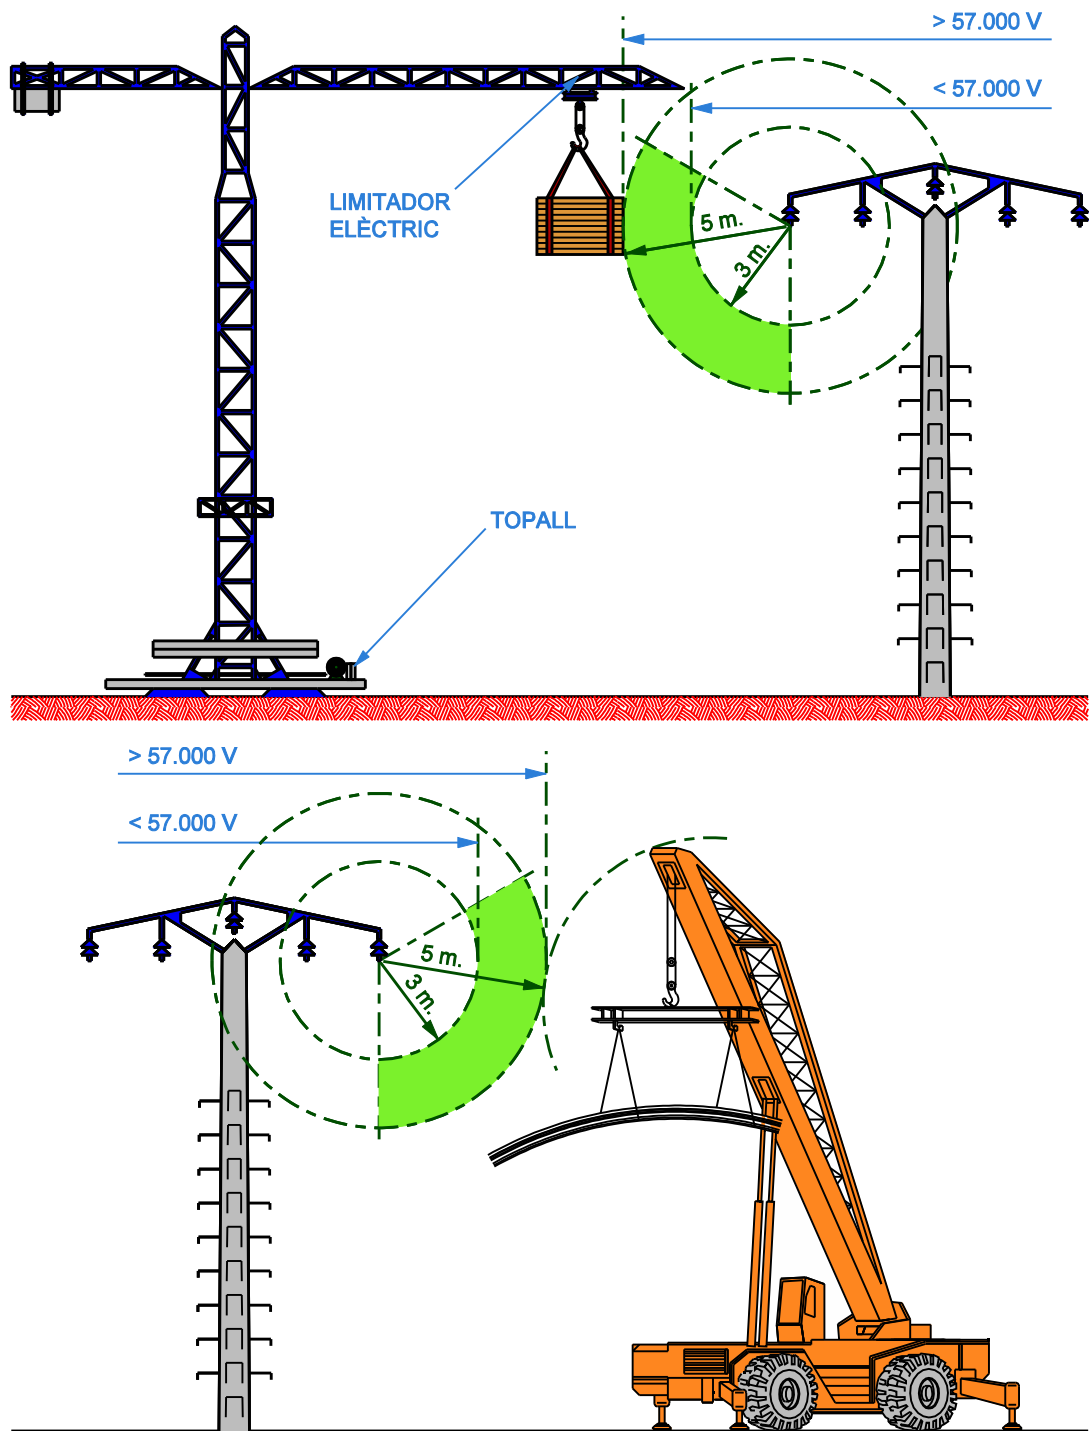 > 57.000 V
< 57.000 V
LIMITADOR
ELÈCTRIC
5 m.
3 m.
TOPALL
> 57.000 V
< 57.000 V
5 m.
3 m.